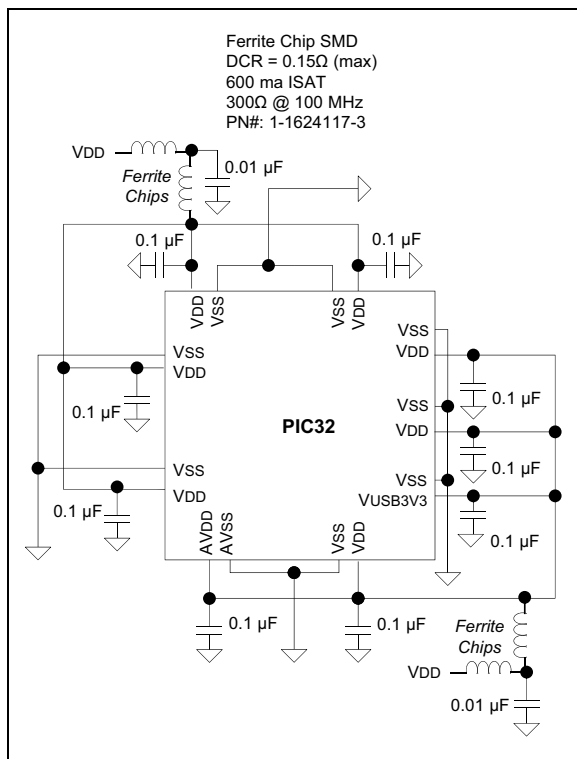 Ferrite Chip SMD
DCR = 0.15Ω (max)
600 ma ISAT
300Ω @ 100 MHz
PN#: 1-1624117-3
VDD
0.01 µF
Ferrite
Chips
0.1 µF
0.1 µF
VDD
VSS
VSS
VDD
VSS
VSS
VDD
VDD
0.1 µF
0.1 µF
VSS
PIC32
VDD
0.1 µF
VSS
VSS
VDD
VUSB3V3
0.1 µF
0.1 µF
AVDD
AVSS
VSS
VDD
0.1 µF
0.1 µF
Ferrite
Chips
VDD
0.01 µF